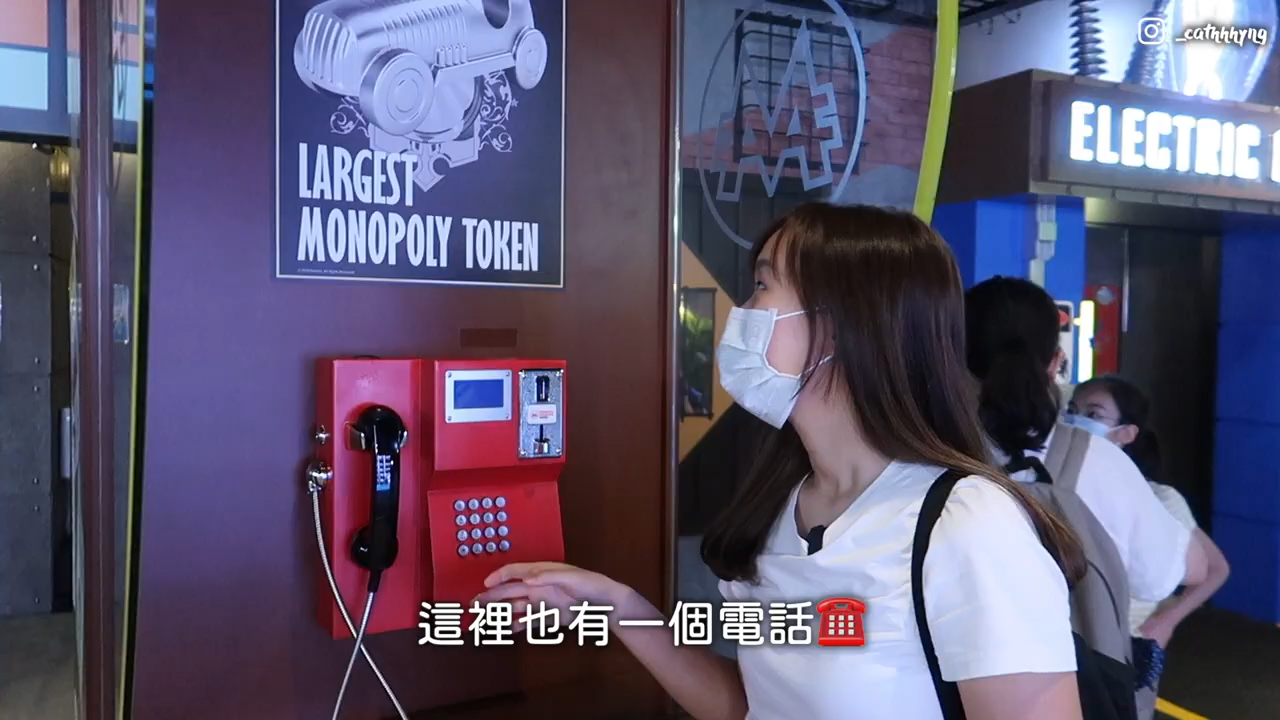 _cathhhyng
ELECTRIC
LARGEST
MONOPOLY TOKEN
這裡也有一個電話☎️